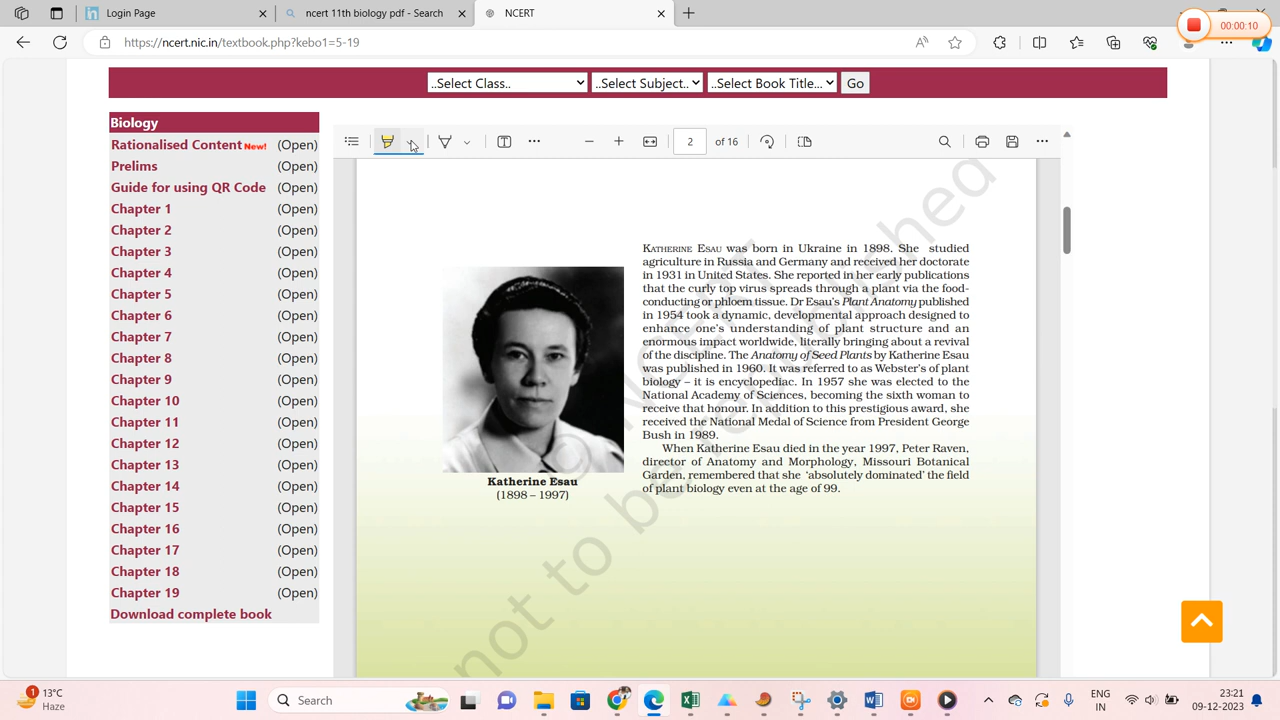 Login Page
ncert 11th biology pdf - Search
NCERT
00:00:10
https://ncert.nic.in/textbook.php?kebo1=5-19
..Select Class..
..Select Subject..
..Select Book Title...
Go
Biology
Rationalised Content New! (Open)
Prelims (Open)
Guide for using QR Code (Open)
Chapter 1 (Open)
Chapter 2 (Open)
Chapter 3 (Open)
Chapter 4 (Open)
Chapter 5 (Open)
Chapter 6 (Open)
Chapter 7 (Open)
Chapter 8 (Open)
Chapter 9 (Open)
Chapter 10 (Open)
Chapter 11 (Open)
Chapter 12 (Open)
Chapter 13 (Open)
Chapter 14 (Open)
Chapter 15 (Open)
Chapter 16 (Open)
Chapter 17 (Open)
Chapter 18 (Open)
Chapter 19 (Open)
Download complete book
2 of 16
KATHERINE ESAU was born in Ukraine in 1898. She studied
agriculture in Russia and Germany and received her doctorate
in 1931 in United States. She reported in her early publications
that the curly top virus spreads through a plant via the food-
conducting or phloem tissue. Dr Esau's Plant Anatomy published
in 1954 took a dynamic, developmental approach designed to
enhance one's understanding of plant structure and an
enormous impact worldwide, literally bringing about a revival
of the discipline. The Anatomy of Seed Plants by Katherine Esau
was published in 1960. It was referred to as Webster's of plant
biology – it is encyclopediac. In 1957 she was elected to the
National Academy of Sciences, becoming the sixth woman to
receive that honour. In addition to this prestigious award, she
received the National Medal of Science from President George
Bush in 1989.
When Katherine Esau died in the year 1997, Peter Raven,
director of Anatomy and Morphology, Missouri Botanical
Garden, remembered that she 'absolutely dominated' the field
of plant biology even at the age of 99.
Katherine Esau
(1898 – 1997)
not to be republished
1
13°C
Haze
Search
ENG
IN
23:21
09-12-2023